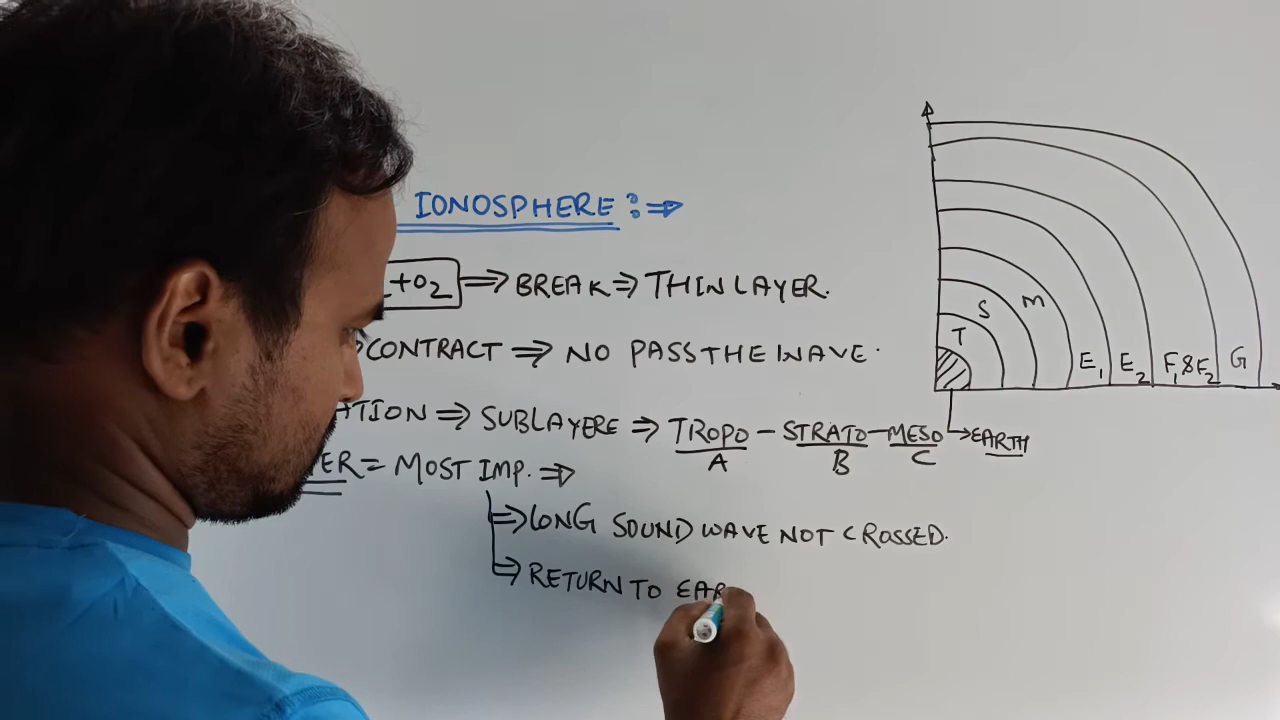 IONOSPHERE :⇒
+O₂ ⇒ BREAK ⇒ THIN LAYER.
CONTRACT ⇒ NO PASS THE WAVE.
ATION ⇒ SUBLAYERE ⇒ TROPO - STRATO - MESO
A B C
ER = MOST IMP. ⇒
⇒ LONG SOUND WAVE NOT CROSSED.
⇒ RETURN TO EAR
T S M E₁ E₂ F₁ & F₂ G
→ EARTH